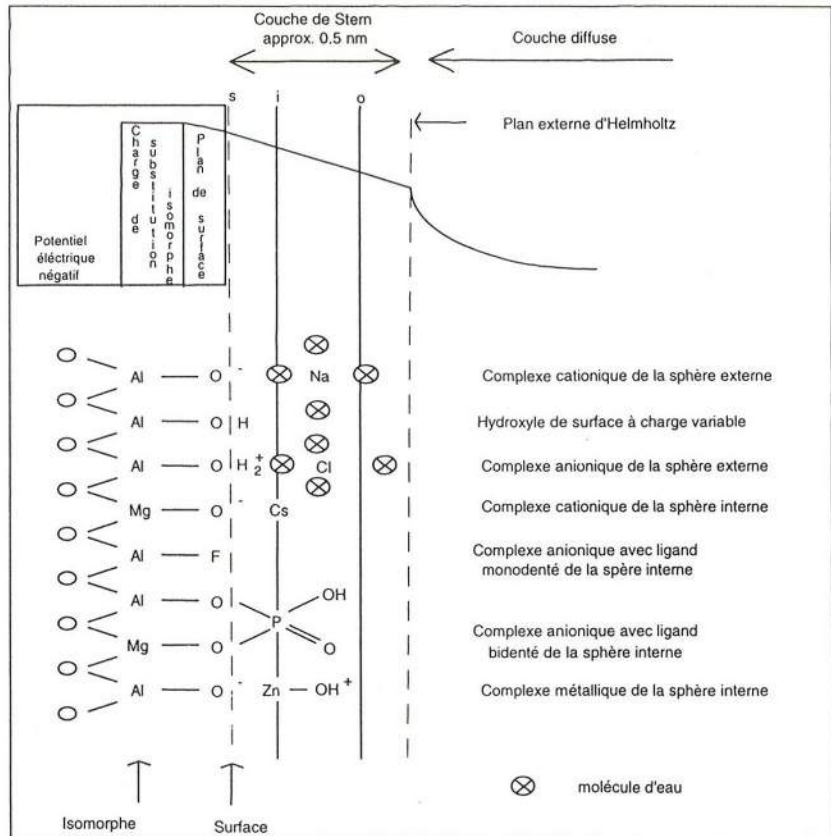 Couche de Stern
approx. 0.5 nm
Couche diffuse
s i o
Plan externe d'Helmholtz
Charge de
substitution
isomorphe
Plan de surface
Potentiel
éléctrique
négatif
Al O - Na
Complexe cationique de la sphère externe
Al O H
Hydroxyle de surface à charge variable
Al O H 2 + Cl
Complexe anionique de la sphère externe
Mg O - Cs
Complexe cationique de la sphère interne
Al F
Complexe anionique avec ligand
monodenté de la spère interne
Al O OH
P
Mg O O
Complexe anionique avec ligand
bidenté de la sphère interne
Al O - Zn OH +
Complexe métallique de la sphère interne
molécule d'eau
Isomorphe
Surface